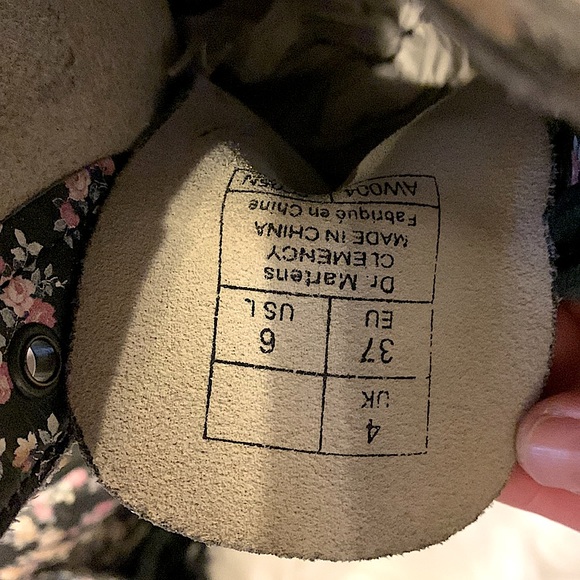 4
UK
37 6
EU US L
Dr Martens
CLEMENCY
MADE IN CHINA
Fabriqué en Chine
AW004